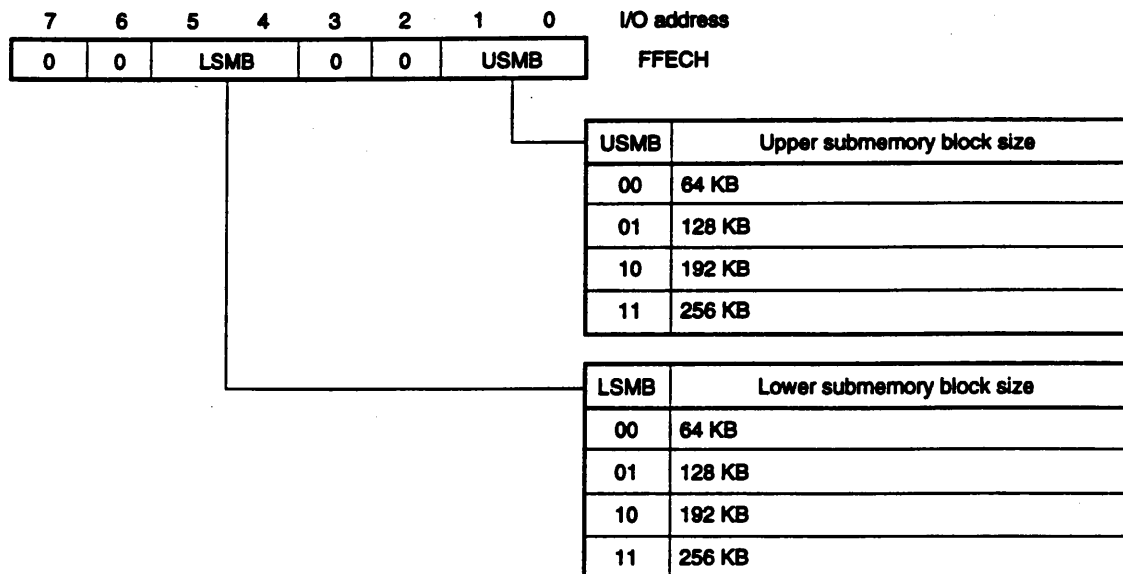 7 6 5 4 3 2 1 0 I/O address
0 0 LSMB 0 0 USMB FFECH
USMB Upper submemory block size
00 64 KB
01 128 KB
10 192 KB
11 256 KB
LSMB Lower submemory block size
00 64 KB
01 128 KB
10 192 KB
11 256 KB